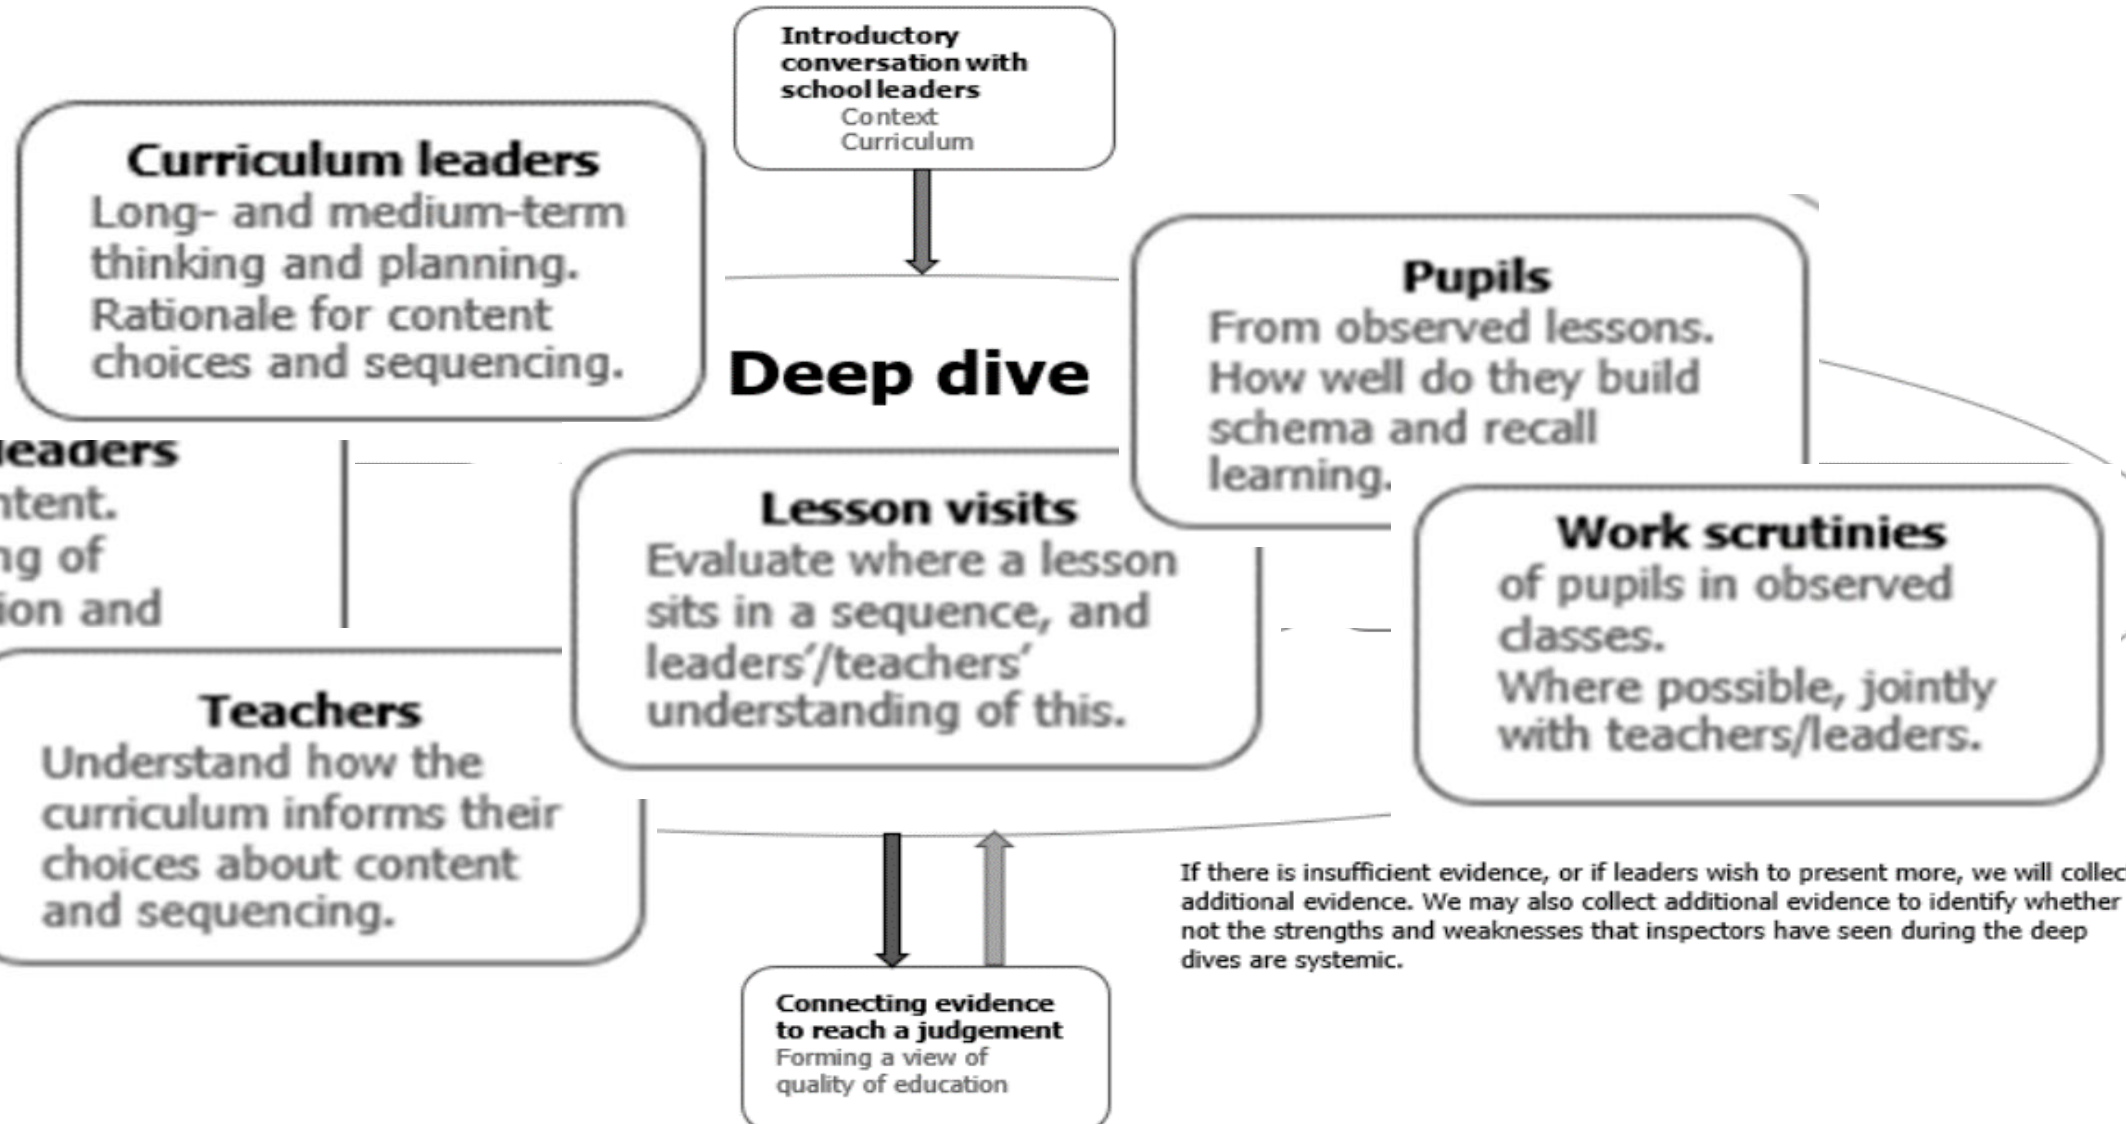 Introductory
conversation with
school leaders
Context
Curriculum
Curriculum leaders
Long- and medium-term
thinking and planning.
Rationale for content
choices and sequencing.
Deep dive
Pupils
From observed lessons.
How well do they build
schema and recall
learning.
leaders
ntent.
ng of
ion and
Lesson visits
Evaluate where a lesson
sits in a sequence, and
leaders’/teachers’
understanding of this.
Work scrutinies
of pupils in observed
classes.
Where possible, jointly
with teachers/leaders.
Teachers
Understand how the
curriculum informs their
choices about content
and sequencing.
If there is insufficient evidence, or if leaders wish to present more, we will collec
additional evidence. We may also collect additional evidence to identify whether
not the strengths and weaknesses that inspectors have seen during the deep
dives are systemic.
Connecting evidence
to reach a judgement
Forming a view of
quality of education